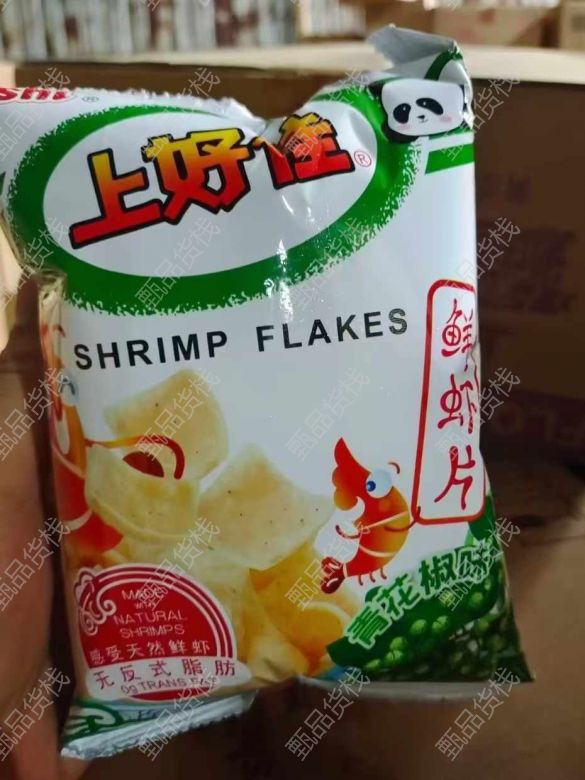 上好佳®
SHRIMP FLAKES
鲜虾片
青花椒味
MADE
WITH
NATURAL
SHRIMPS
感受天然鲜虾
无反式脂肪
0g TRANS FAT
甄品货栈